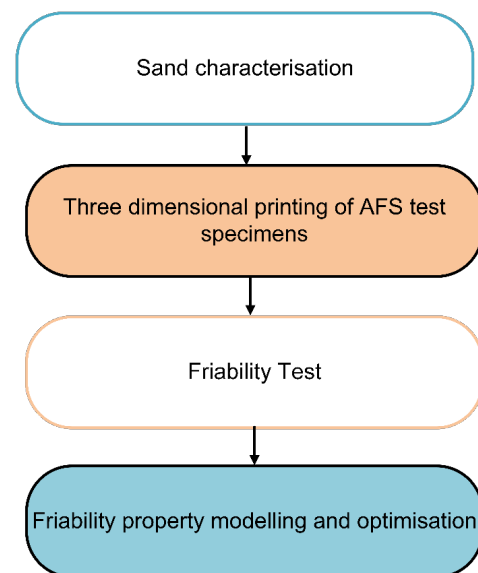 Sand characterisation
Three dimensional printing of AFS test
specimens
Friability Test
Friability property modelling and optimisation